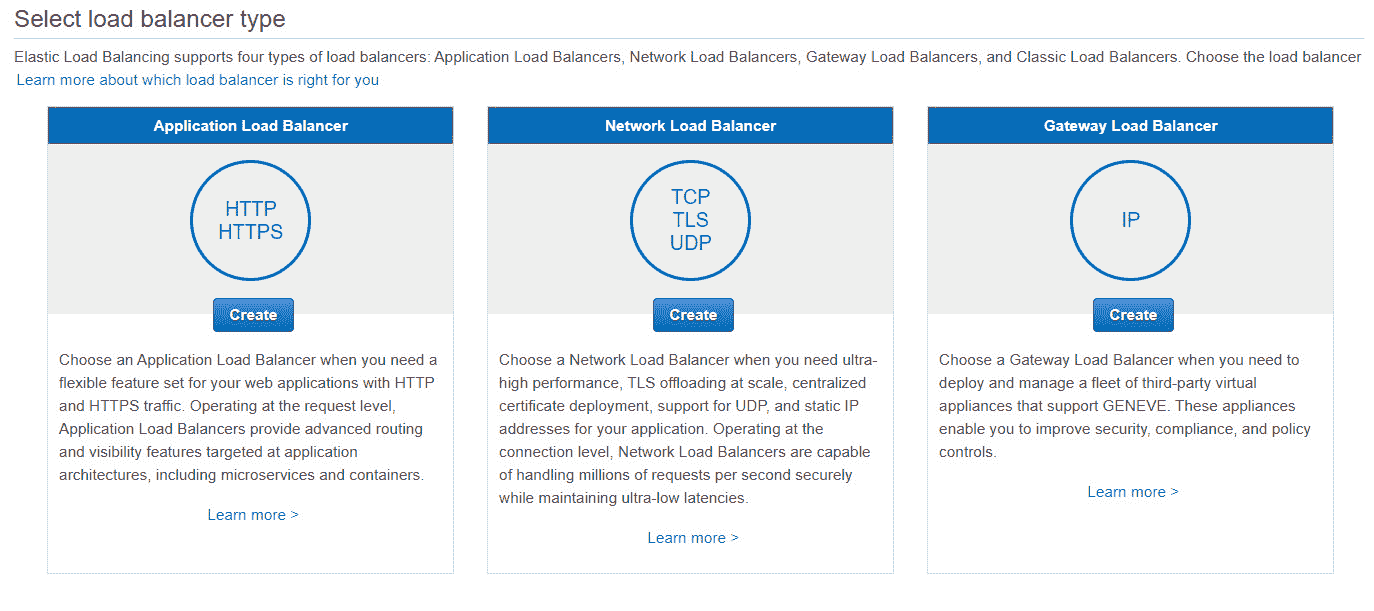 Select load balancer type
Elastic Load Balancing supports four types of load balancers: Application Load Balancers, Network Load Balancers, Gateway Load Balancers, and Classic Load Balancers. Choose the load balancer
Learn more about which load balancer is right for you
Application Load Balancer
HTTP
HTTPS
Create
Choose an Application Load Balancer when you need a
flexible feature set for your web applications with HTTP
and HTTPS traffic. Operating at the request level,
Application Load Balancers provide advanced routing
and visibility features targeted at application
architectures, including microservices and containers.
Learn more >
Network Load Balancer
TCP
TLS
UDP
Create
Choose a Network Load Balancer when you need ultra-
high performance, TLS offloading at scale, centralized
certificate deployment, support for UDP, and static IP
addresses for your application. Operating at the
connection level, Network Load Balancers are capable
of handling millions of requests per second securely
while maintaining ultra-low latencies.
Learn more >
Gateway Load Balancer
IP
Create
Choose a Gateway Load Balancer when you need to
deploy and manage a fleet of third-party virtual
appliances that support GENEVE. These appliances
enable you to improve security, compliance, and policy
controls.
Learn more >